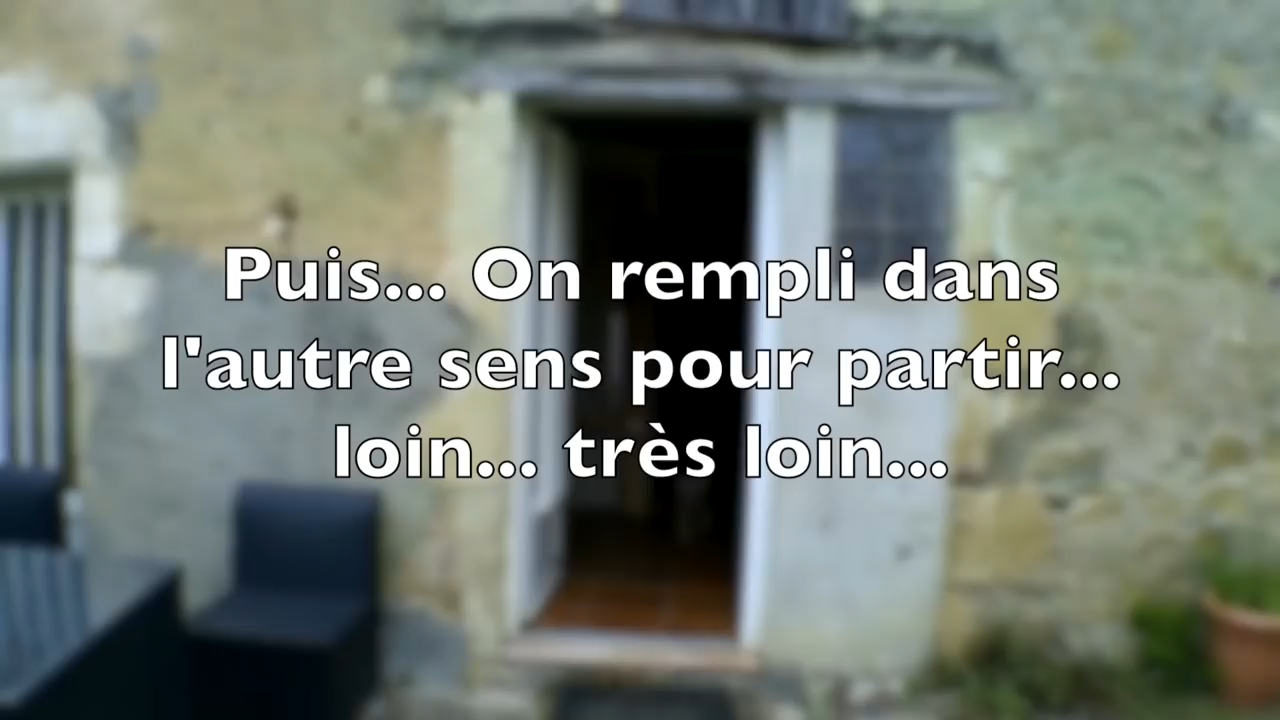 Puis... On rempli dans
l'autre sens pour partir...
loin... très loin...